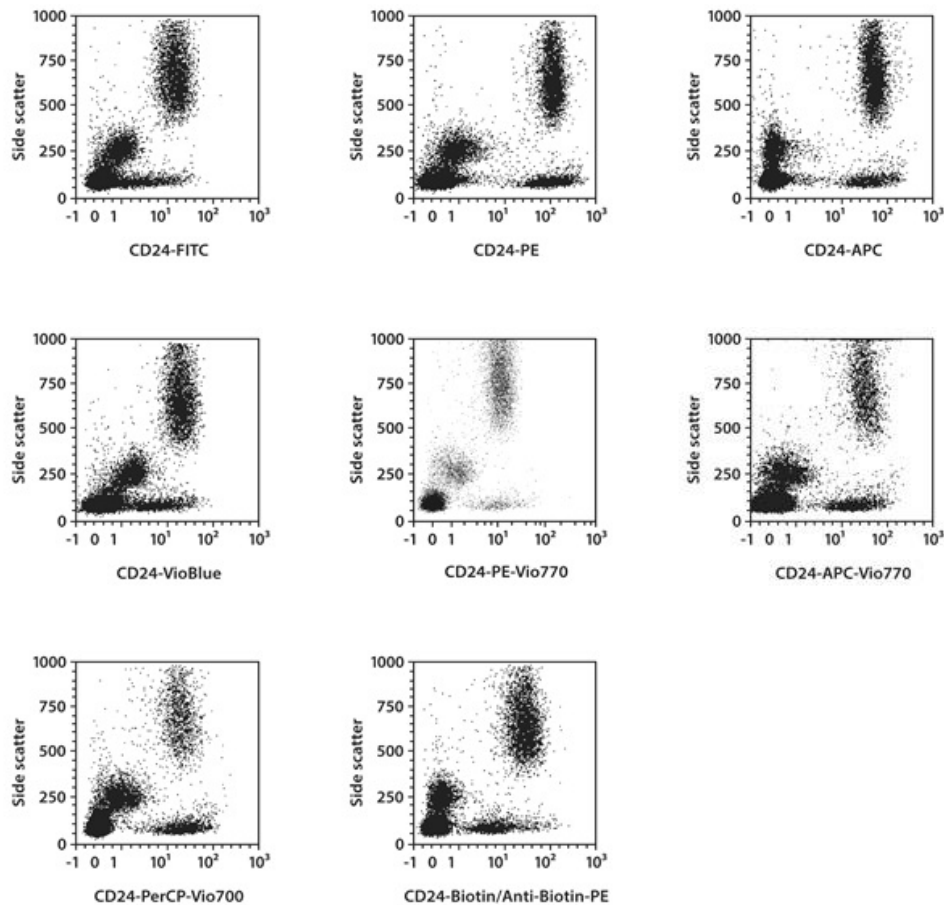 1000
750
500
250
0
Side scatter
-1 0 1 10¹ 10² 10³
CD24-FITC
1000
750
500
250
0
Side scatter
-1 0 1 10¹ 10² 10³
CD24-PE
1000
750
500
250
0
Side scatter
-1 0 1 10¹ 10² 10³
CD24-APC
1000
750
500
250
0
Side scatter
-1 0 1 10¹ 10² 10³
CD24-VioBlue
1000
750
500
250
0
Side scatter
-1 0 1 10¹ 10² 10³
CD24-PE-Vio770
1000
750
500
250
0
Side scatter
-1 0 1 10¹ 10² 10³
CD24-APC-Vio770
1000
750
500
250
0
Side scatter
-1 0 1 10¹ 10² 10³
CD24-PerCP-Vio700
1000
750
500
250
0
Side scatter
-1 0 1 10¹ 10² 10³
CD24-Biotin/Anti-Biotin-PE